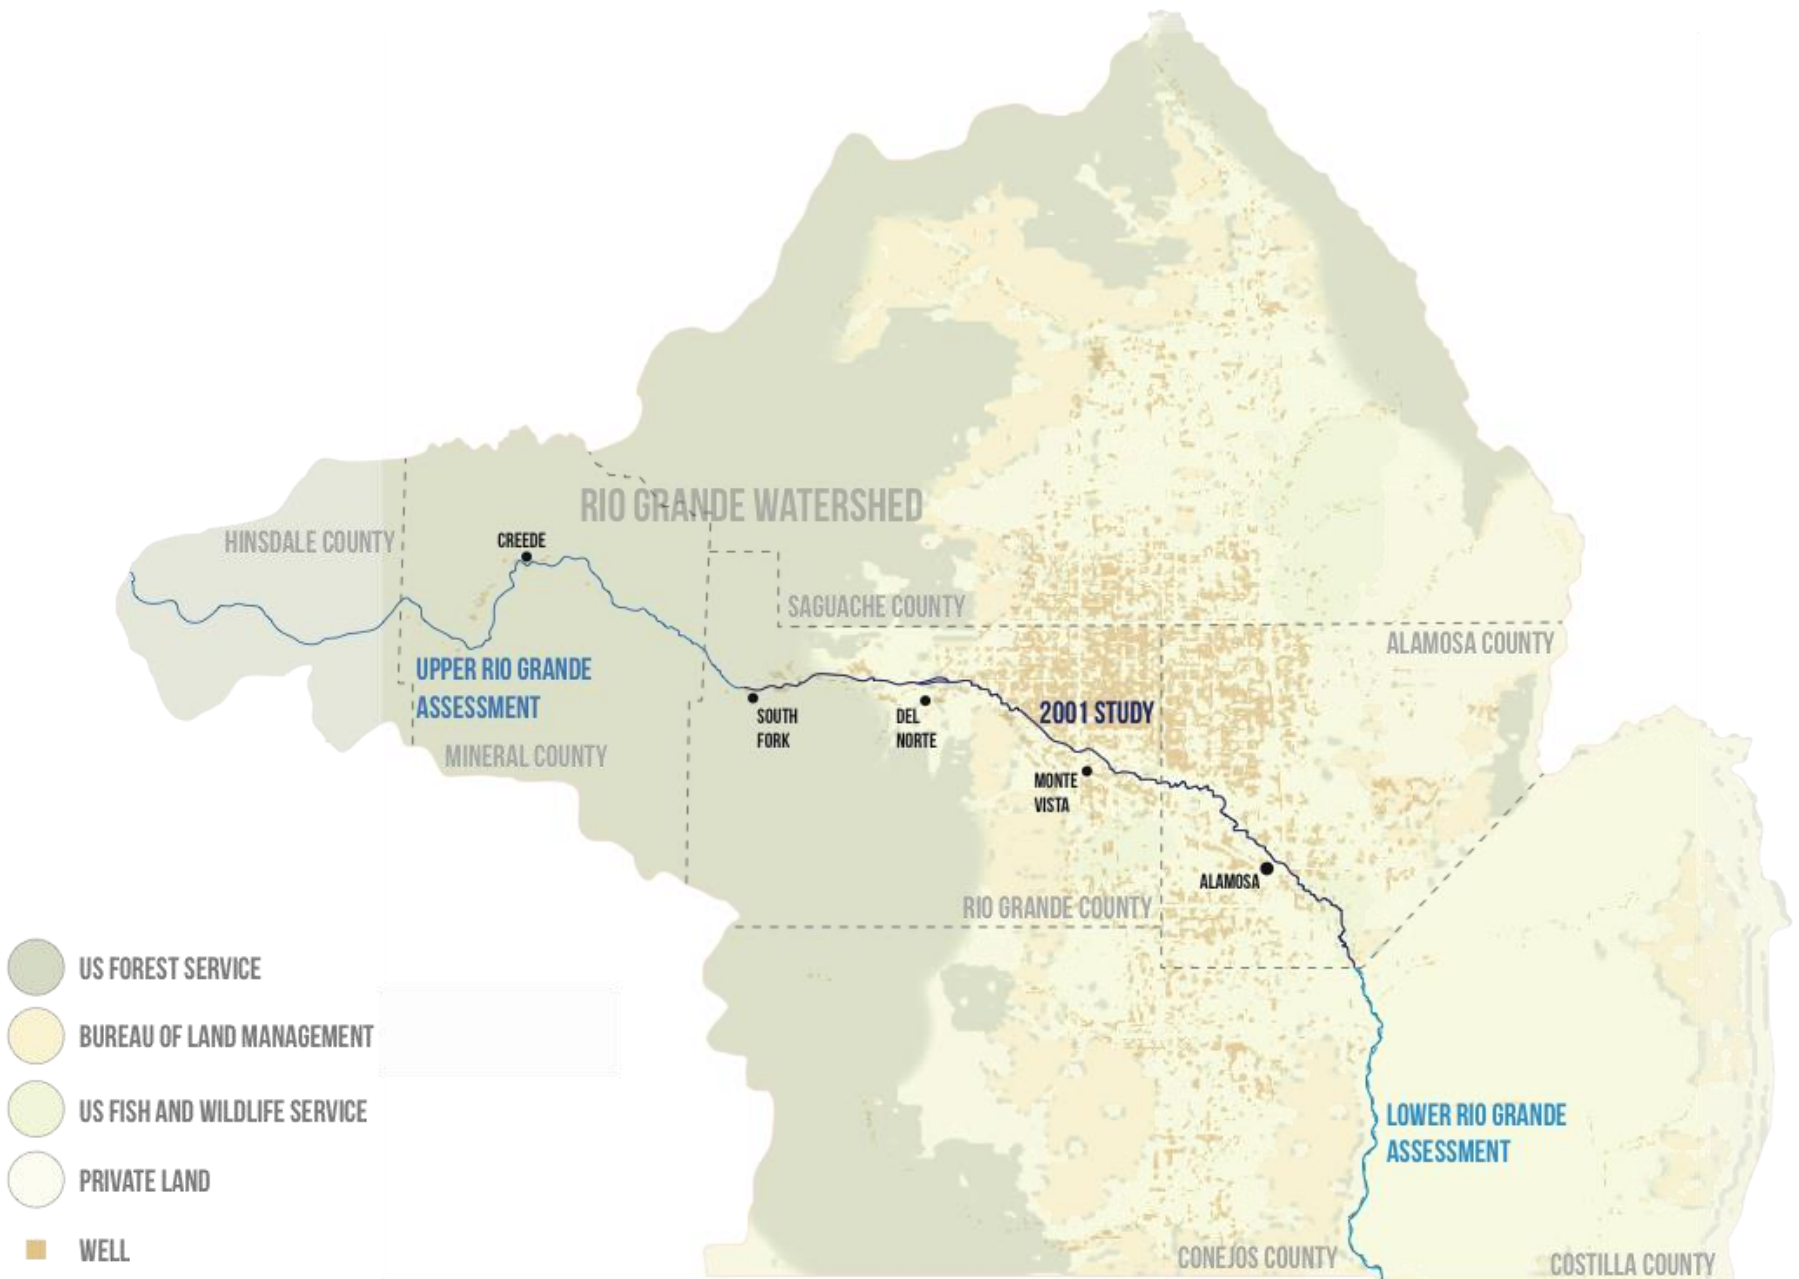 RIO GRANDE WATERSHED
HINSDALE COUNTY
CREEDE
SAGUACHE COUNTY
ALAMOSA COUNTY
UPPER RIO GRANDE
ASSESSMENT
MINERAL COUNTY
SOUTH
FORK
DEL
NORTE
2001 STUDY
MONTE
VISTA
ALAMOSA
RIO GRANDE COUNTY
LOWER RIO GRANDE
ASSESSMENT
CONEJOS COUNTY
COSTILLA COUNTY
US FOREST SERVICE
BUREAU OF LAND MANAGEMENT
US FISH AND WILDLIFE SERVICE
PRIVATE LAND
WELL